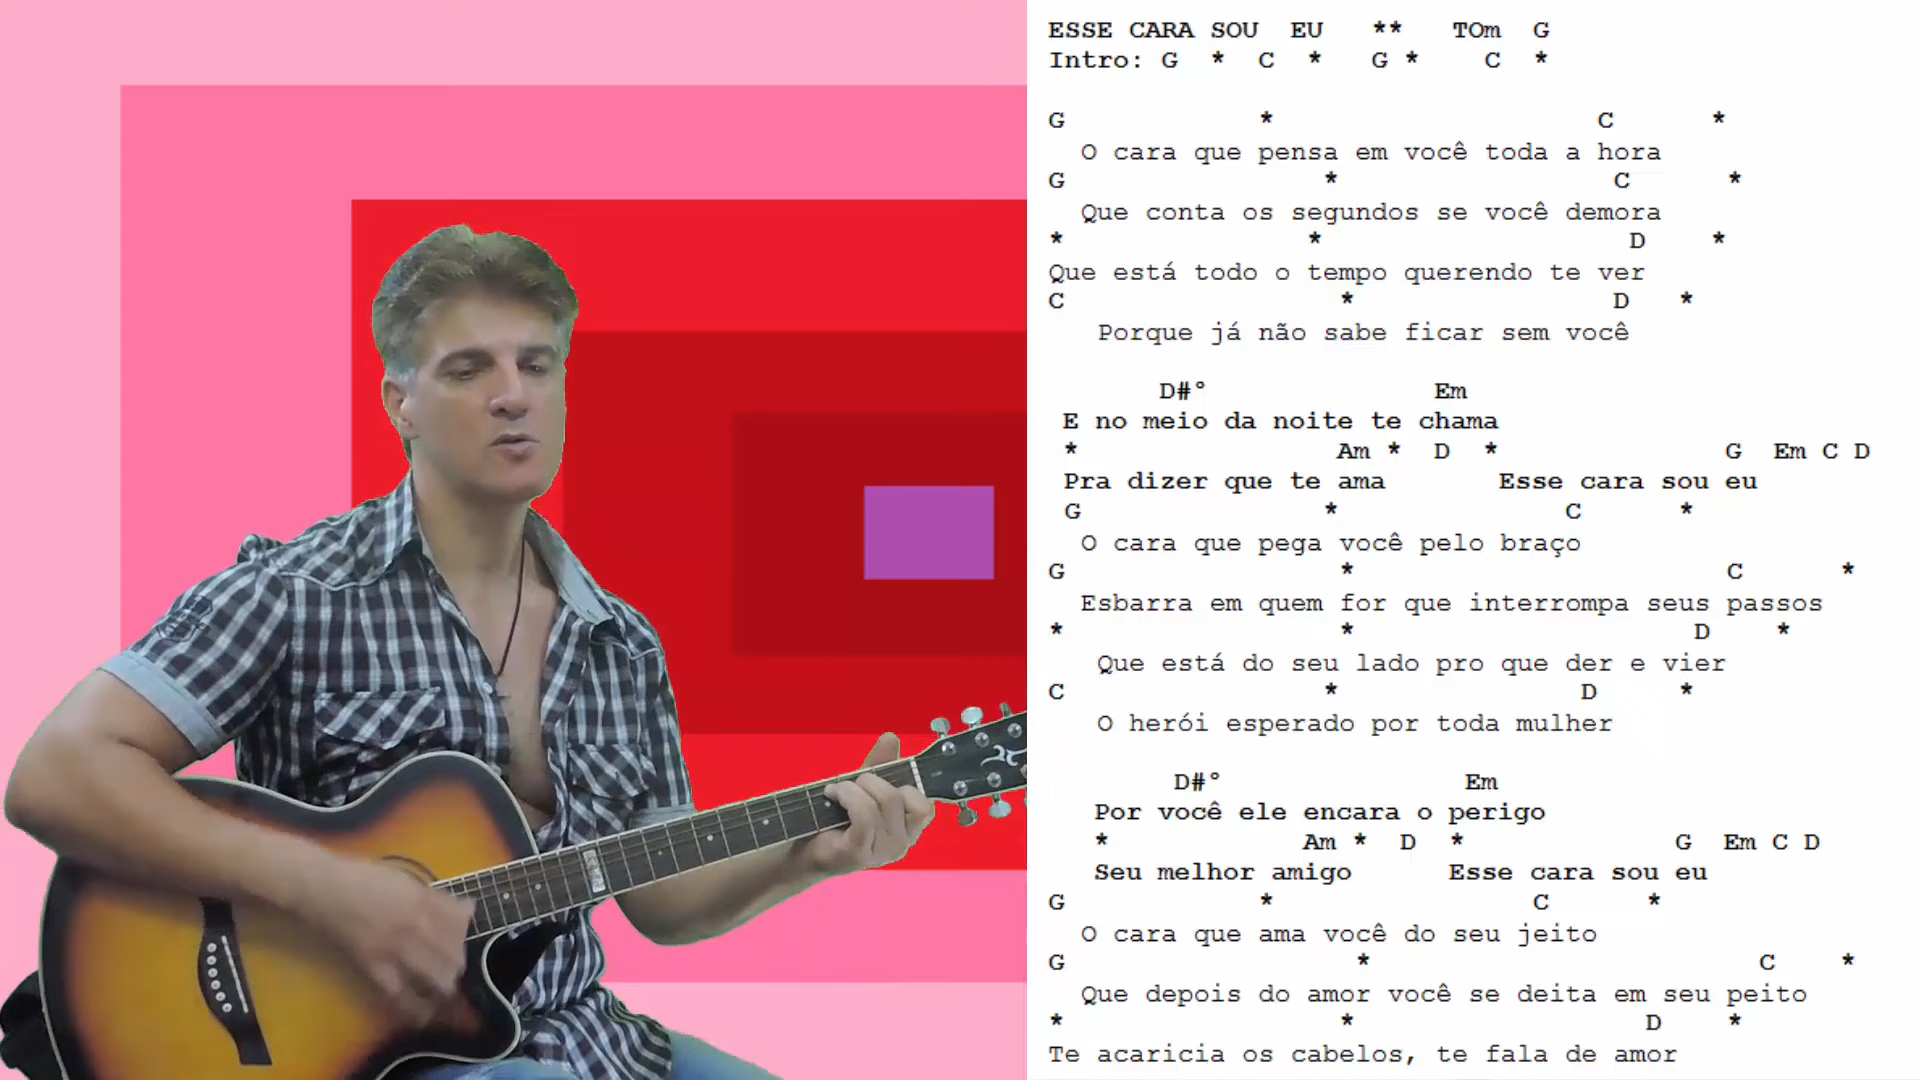 ESSE CARA SOU EU ** TOm G
Intro: G * C * G * C *
G * C *
O cara que pensa em você toda a hora
G * C *
Que conta os segundos se você demora
* * D *
Que está todo o tempo querendo te ver
C * D *
Porque já não sabe ficar sem você
D#° Em
E no meio da noite te chama
* Am * D * G Em C D
Pra dizer que te ama Esse cara sou eu
G * C *
O cara que pega você pelo braço
G * C *
Esbarra em quem for que interrompa seus passos
* * D *
Que está do seu lado pro que der e vier
C * D *
O herói esperado por toda mulher
D#° Em
Por você ele encara o perigo
* Am * D * G Em C D
Seu melhor amigo Esse cara sou eu
G * C *
O cara que ama você do seu jeito
G * C *
Que depois do amor você se deita em seu peito
* * D *
Te acaricia os cabelos, te fala de amor